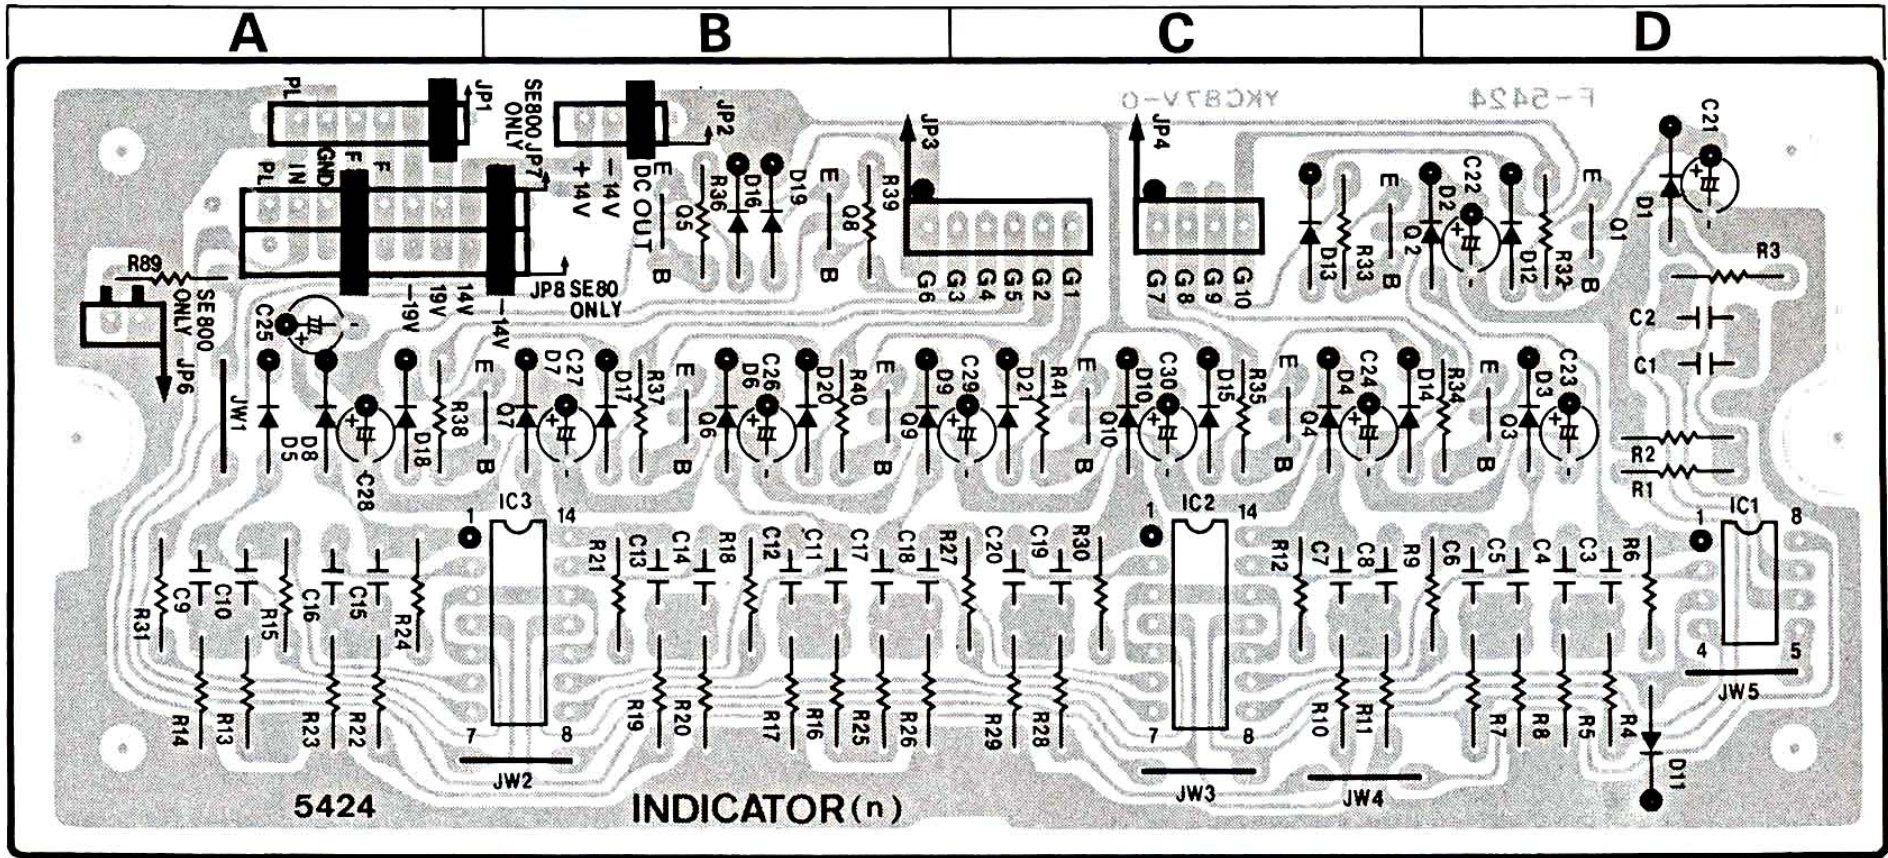 A B C D
PL JP1 SE800 ONLY JP7 JP2 JP3 YKC87V-0 JP4 F-5424 C21
PL IN GND F F +14V -14V DC OUT
E Q5 B R36 D16 D19 E Q8 B R39
G6 G3 G4 G5 G2 G1
G7 G8 G9 G10
D13 R33 E B Q2 D2 C22 D12 R32 E B Q1 D1
R3
C2
C1
R89 SE800 ONLY JP6
C25
-19V 19V 14V -14V
JP8 SE80 ONLY
JW1 D5 D8 C28 D18 R38 E B Q7 D7 C27 D17 R37 E B Q6 D6 C26 D20 R40 E B Q9 D9 C29 D21 R41 E B Q10 D10 C30 D15 R35 E B Q4 D4 C24 D14 R34 E B Q3 D3 C23
R2
R1
1 IC3 14
1 IC2 14
1 IC1 8
R31 C9 C10 R15 C16 C15 R24 R21 C13 C14 R18 C12 C11 C17 C18 R27 C20 C19 R30 R12 C7 C8 R9 C6 C5 C4 C3 R6
4 5
JW5
R14 R13 R23 R22 R19 R20 R17 R16 R25 R26 R29 R28 R10 R11 R7 R8 R5 R4 D11
7 8
7 8
JW2 JW3 JW4
5424 INDICATOR(n)